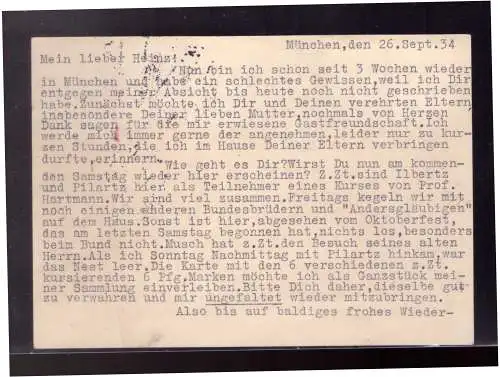 München,den 26.Sept.34
Mein lieber Heinz!
Nun bin ich schon seit 3 Wochen wieder
in München und habe ein schlechtes Gewissen,weil ich Dir
entgegen meiner Absicht bis heute noch nicht geschrieben
habe.Zunächst möchte ich Dir und Deinen verehrten Eltern
insbesondere Deiner lieben Mutter,nochmals von Herzen
Dank sagen für die mir erwiesene Gastfreundschaft.Ich
werde mich immer gerne der angenehmen,leider nur zu kur-
zen Stunden,die ich im Hause Deiner Eltern verbringen
durfte,erinnern.
Wie geht es Dir?Wirst Du nun am kommen-
den Samstag wieder hier erscheinen? Z.Zt.sind Ilbertz
und Pilartz hier als Teilnehmer eines Kurses von Prof.
Hartmann.Wir sind viel zusammen.Freitags kegeln wir mit
noch einigen anderen Bundesbrüdern und "Andersgläubigen"
auf dem Haus.Sonst ist hier,abgesehen vom Oktoberfest,
das am letzten Samstag begonnen hat,nichts los,besonders
beim Bund nicht.Musch hat z.Zt.den Besuch seines alten
Herrn.Als ich Sonntag Nachmittag mit Pilartz hinkam,war
das Nest leer.Die Karte mit den 6 verschiedenen z.Zt.
kursierenden 6 Pfg.Marken möchte ich als Ganzstück mei-
ner Sammlung einverleiben.Bitte Dich daher,dieselbe gut
zu verwahren und mir ungefaltet wieder mitzubringen.
Also bis auf baldiges frohes Wieder-